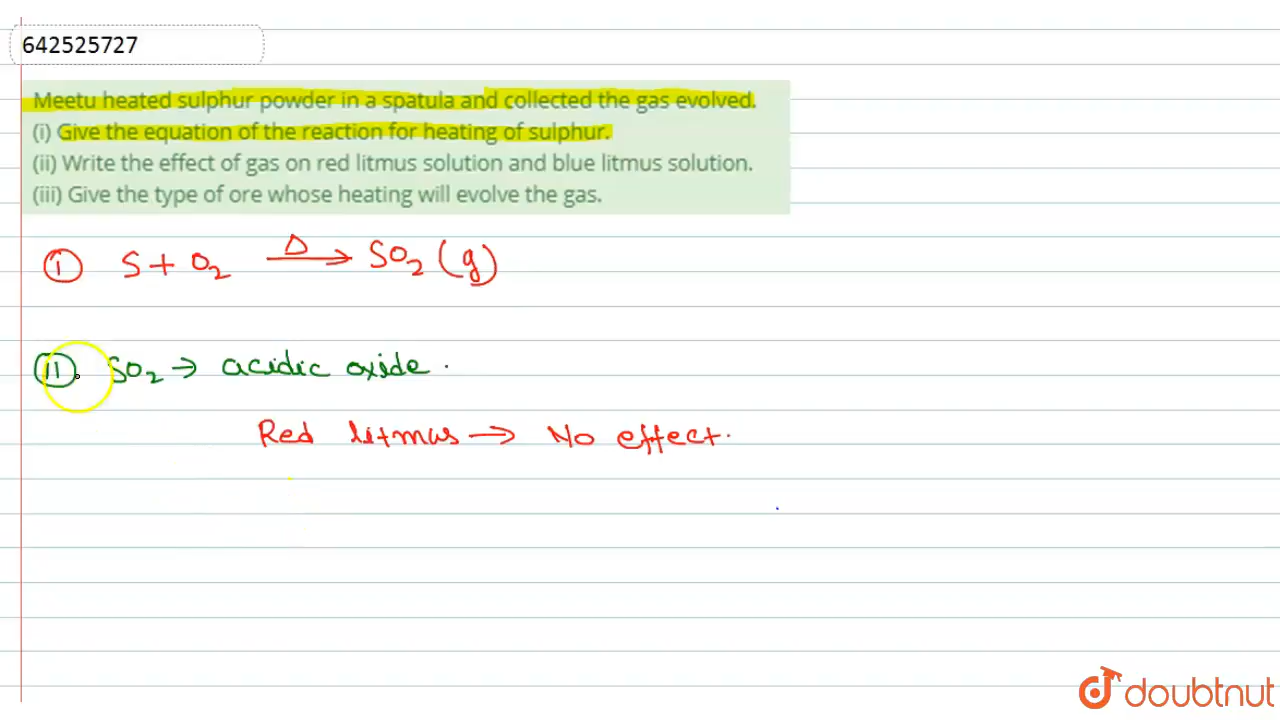 642525727
Meetu heated sulphur powder in a spatula and collected the gas evolved.
(i) Give the equation of the reaction for heating of sulphur.
(ii) Write the effect of gas on red litmus solution and blue litmus solution.
(iii) Give the type of ore whose heating will evolve the gas.
(i) S + O₂ —Δ→ SO₂ (g)
(ii). SO₂ → acidic oxide.
Red litmus → No effect.
doubtnut